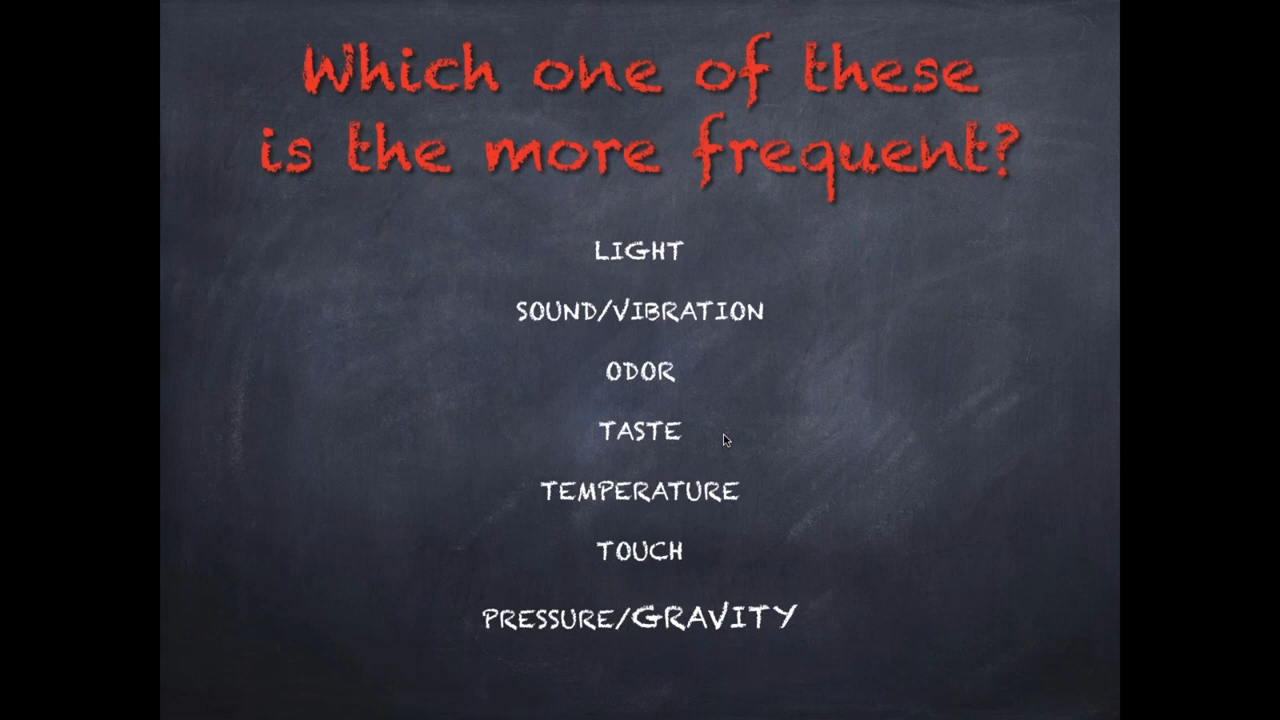 Which one of these
is the more frequent?
LIGHT
SOUND/VIBRATION
ODOR
TASTE
TEMPERATURE
TOUCH
PRESSURE/GRAVITY